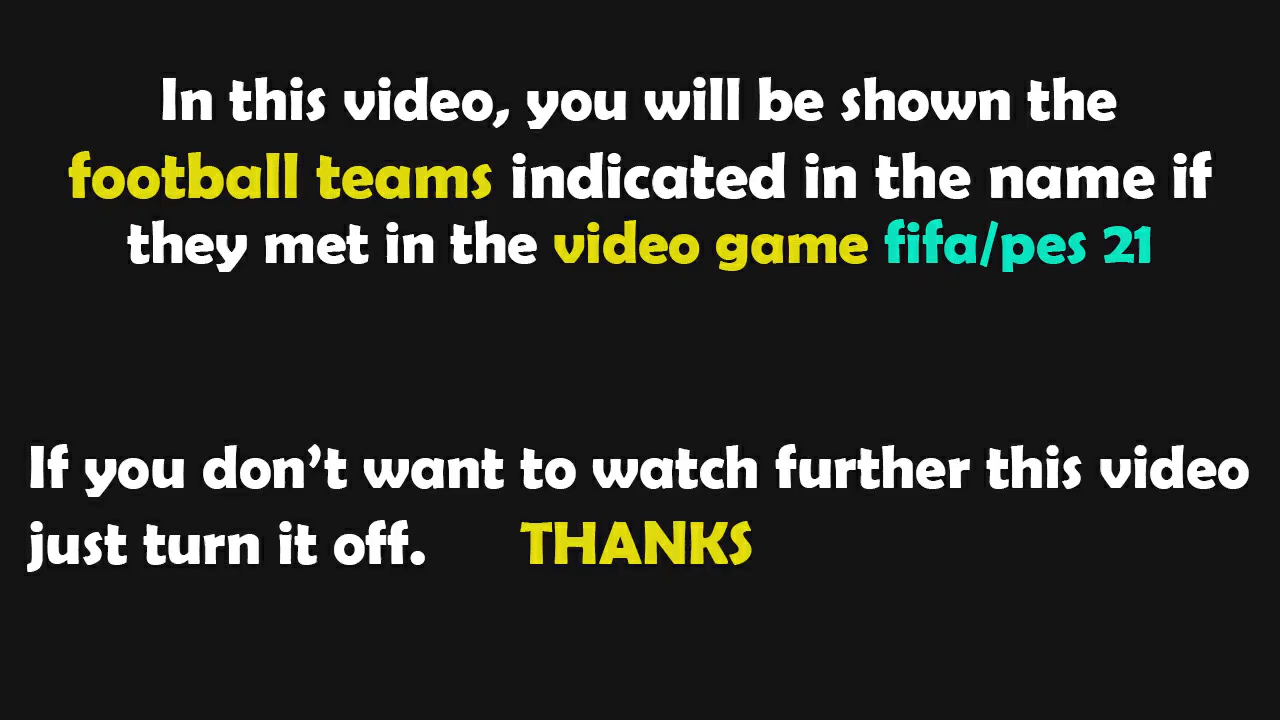 In this video, you will be shown the
football teams indicated in the name if
they met in the video game fifa/pes 21
If you don't want to watch further this video
just turn it off. THANKS